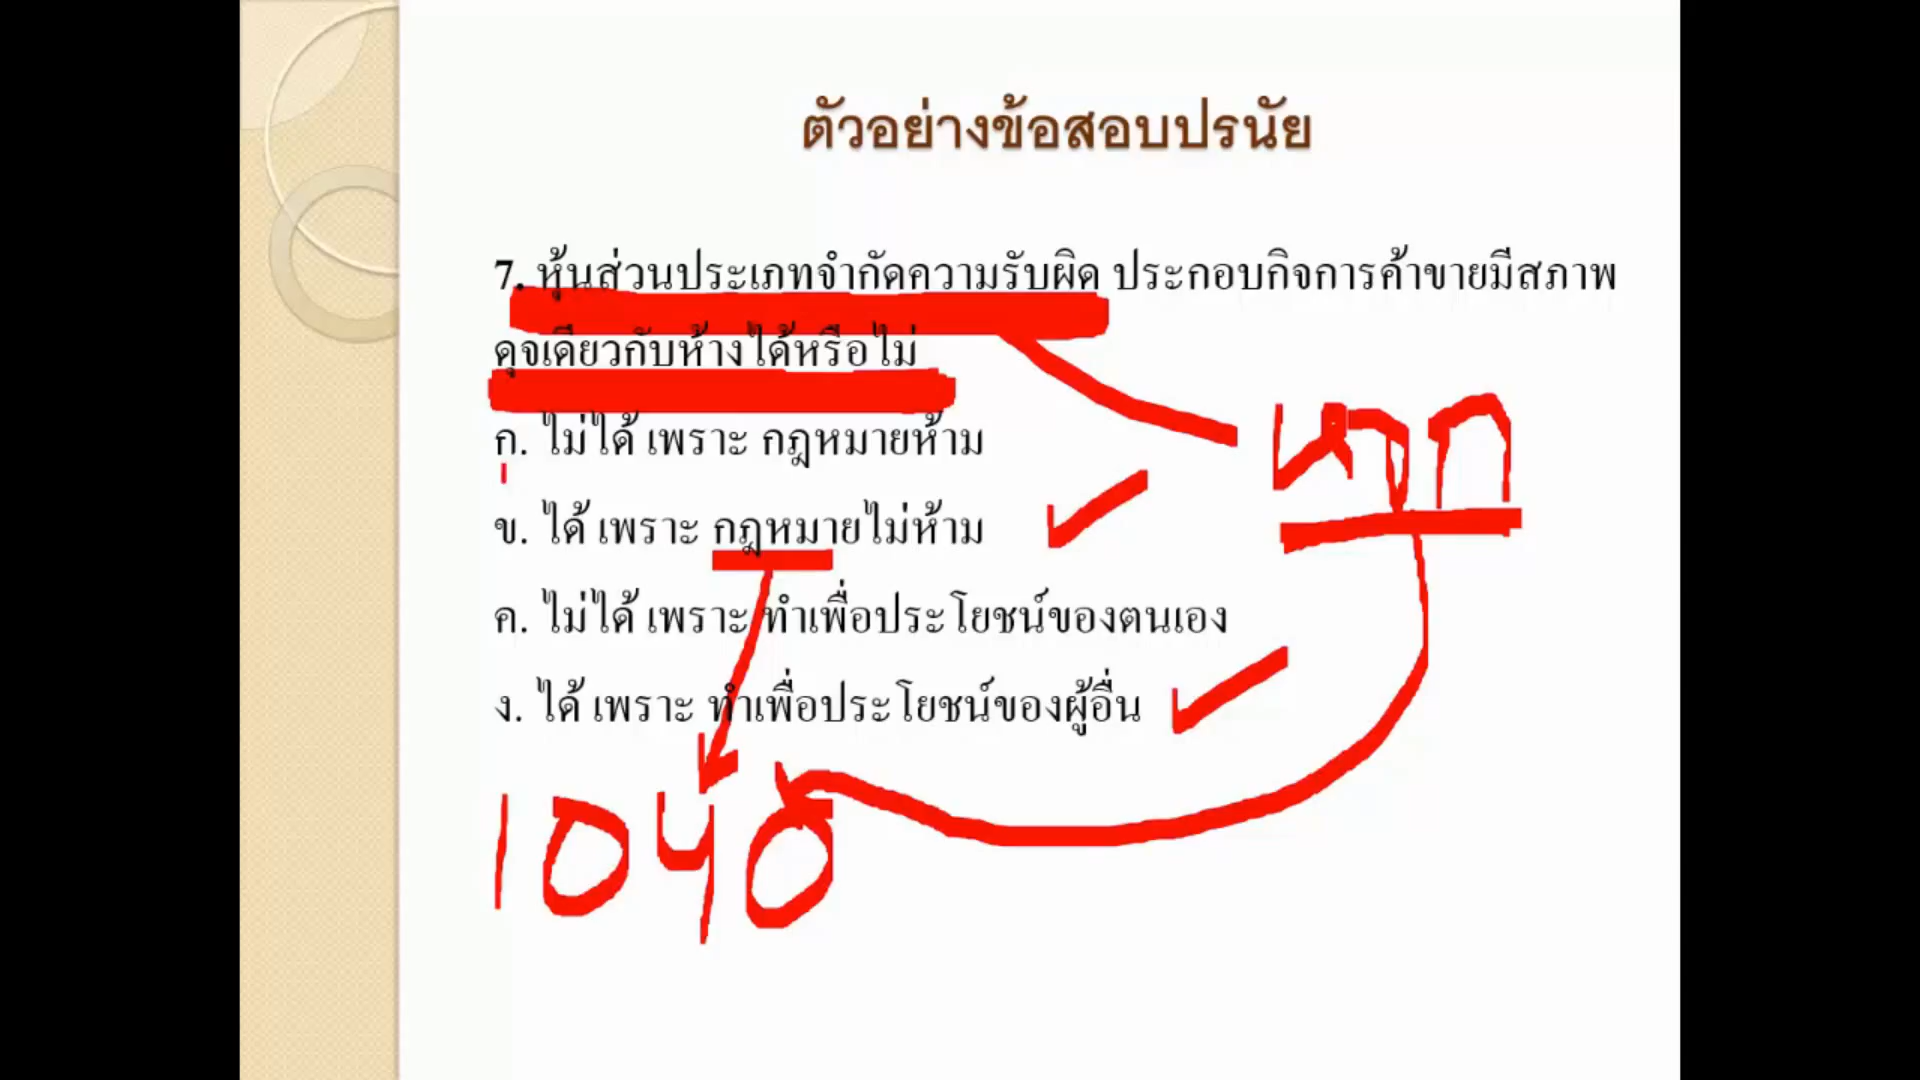 ตัวอย่างข้อสอบปรนัย
7. หุ้นส่วนประเภทจำกัดความรับผิด ประกอบกิจการค้าขายมีสภาพ
ดุจเดียวกับห้างได้หรือไม่
ก. ไม่ได้ เพราะ กฎหมายห้าม
ข. ได้ เพราะ กฎหมายไม่ห้าม
ค. ไม่ได้ เพราะ ทำเพื่อประโยชน์ของตนเอง
ง. ได้ เพราะ ทำเพื่อประโยชน์ของผู้อื่น
1040